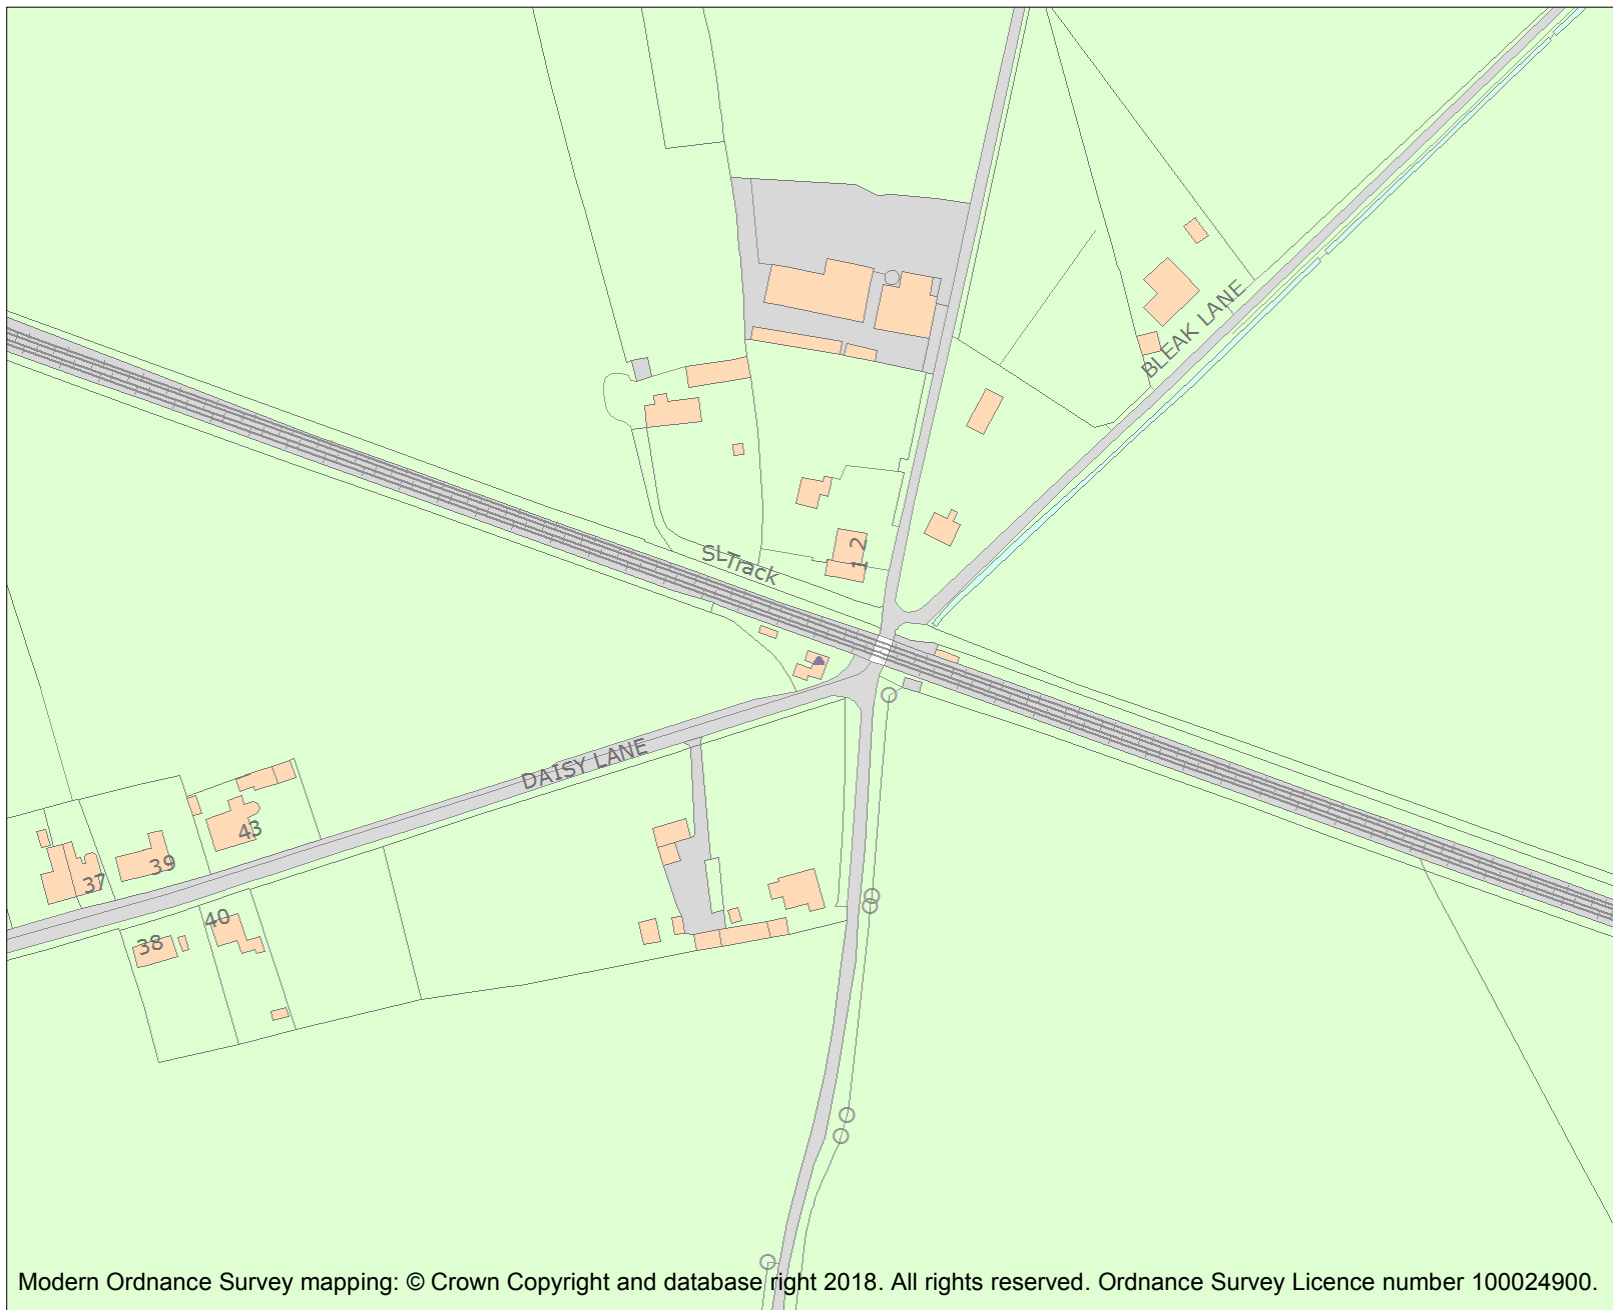 BLEAK LANE
SL
Track
1 2
DAISY LANE
43
39
37
40
38
Modern Ordnance Survey mapping: © Crown Copyright and database right 2018. All rights reserved. Ordnance Survey Licence number 100024900.